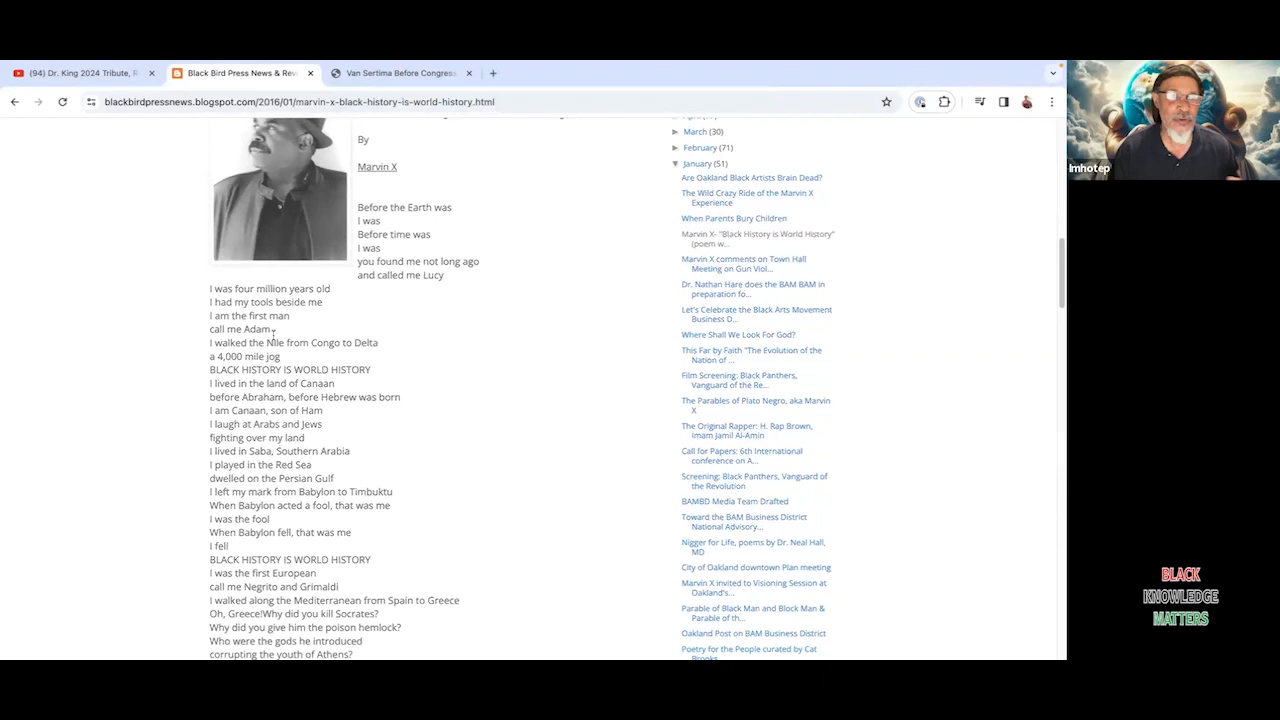 (94) Dr. King 2024 Tribute, R
Black Bird Press News & Revi
Van Sertima Before Congress
blackbirdpressnews.blogspot.com/2016/01/marvin-x-black-history-is-world-history.html
By
Marvin X
Before the Earth was
I was
Before time was
I was
you found me not long ago
and called me Lucy
I was four million years old
I had my tools beside me
I am the first man
call me Adam
I walked the Nile from Congo to Delta
a 4,000 mile jog
BLACK HISTORY IS WORLD HISTORY
I lived in the land of Canaan
before Abraham, before Hebrew was born
I am Canaan, son of Ham
I laugh at Arabs and Jews
fighting over my land
I lived in Saba, Southern Arabia
I played in the Red Sea
dwelled on the Persian Gulf
I left my mark from Babylon to Timbuktu
When Babylon acted a fool, that was me
I was the fool
When Babylon fell, that was me
I fell
BLACK HISTORY IS WORLD HISTORY
I was the first European
call me Negrito and Grimaldi
I walked along the Mediterranean from Spain to Greece
Oh, Greece!Why did you kill Socrates?
Why did you give him the poison hemlock?
Who were the gods he introduced
corrupting the youth of Athens?
March (30)
February (71)
January (51)
Are Oakland Black Artists Brain Dead?
The Wild Crazy Ride of the Marvin X
Experience
When Parents Bury Children
Marvin X- "Black History is World History"
(poem w...
Marvin X comments on Town Hall
Meeting on Gun Viol...
Dr. Nathan Hare does the BAM BAM in
preparation fo...
Let's Celebrate the Black Arts Movement
Business D...
Where Shall We Look For God?
This Far by Faith "The Evolution of the
Nation of ...
Film Screening: Black Panthers,
Vanguard of the Re...
The Parables of Plato Negro, aka Marvin
X
The Original Rapper: H. Rap Brown,
Imam Jamil Al-Amin
Call for Papers: 6th International
conference on A...
Screening: Black Panthers, Vanguard of
the Revolution
BAMBD Media Team Drafted
Toward the BAM Business District
National Advisory...
Nigger for Life, poems by Dr. Neal Hall,
MD
City of Oakland downtown Plan meeting
Marvin X invited to Visioning Session at
Oakland's...
Parable of Black Man and Block Man &
Parable of th...
Oakland Post on BAM Business District
Poetry for the People curated by Cat
Brooks
Imhotep
BLACK
KNOWLEDGE
MATTERS